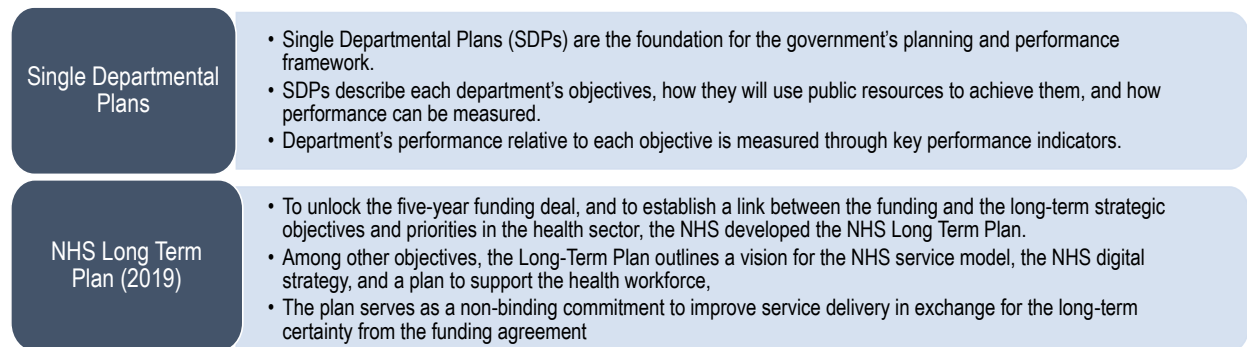 Single Departmental
Plans
• Single Departmental Plans (SDPs) are the foundation for the government’s planning and performance
framework.
• SDPs describe each department’s objectives, how they will use public resources to achieve them, and how
performance can be measured.
• Department’s performance relative to each objective is measured through key performance indicators.
NHS Long Term
Plan (2019)
• To unlock the five-year funding deal, and to establish a link between the funding and the long-term strategic
objectives and priorities in the health sector, the NHS developed the NHS Long Term Plan.
• Among other objectives, the Long-Term Plan outlines a vision for the NHS service model, the NHS digital
strategy, and a plan to support the health workforce,
• The plan serves as a non-binding commitment to improve service delivery in exchange for the long-term
certainty from the funding agreement